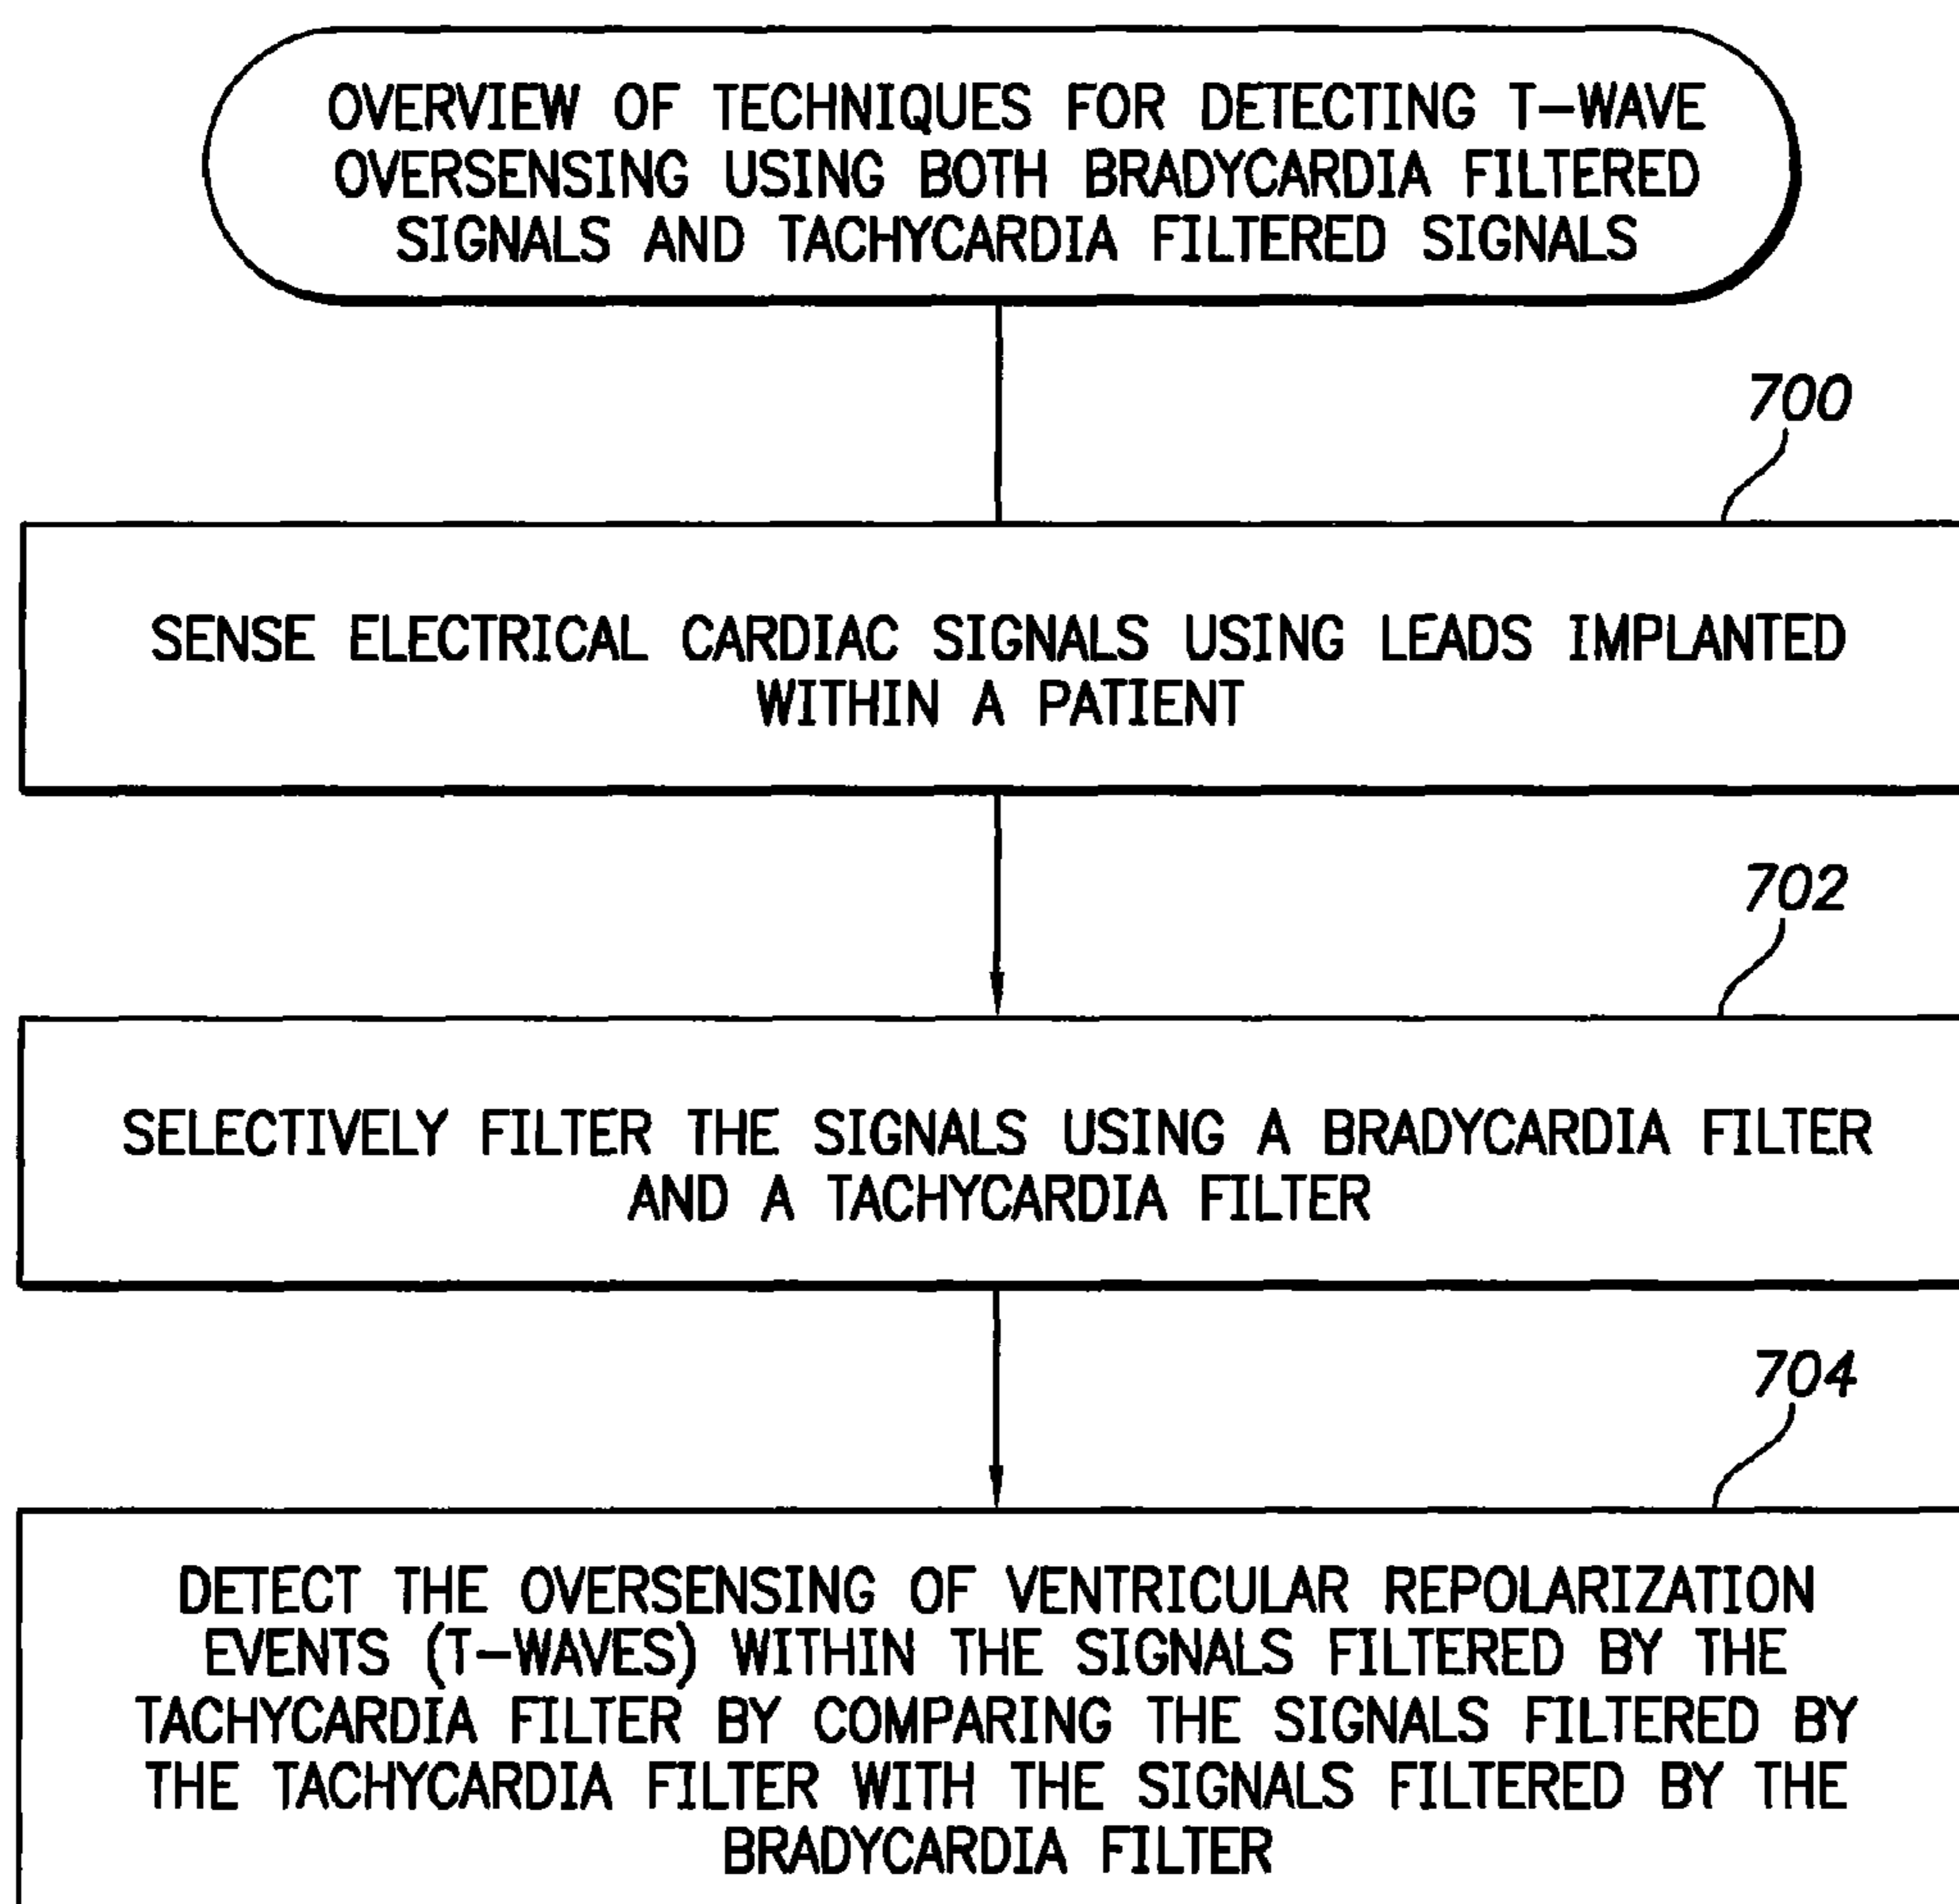 OVERVIEW OF TECHNIQUES FOR DETECTING T-WAVE
OVERSENSING USING BOTH BRADYCARDIA FILTERED
SIGNALS AND TACHYCARDIA FILTERED SIGNALS
700
SENSE ELECTRICAL CARDIAC SIGNALS USING LEADS IMPLANTED
WITHIN A PATIENT
702
SELECTIVELY FILTER THE SIGNALS USING A BRADYCARDIA FILTER
AND A TACHYCARDIA FILTER
704
DETECT THE OVERSENSING OF VENTRICULAR REPOLARIZATION
EVENTS (T-WAVES) WITHIN THE SIGNALS FILTERED BY THE
TACHYCARDIA FILTER BY COMPARING THE SIGNALS FILTERED BY
THE TACHYCARDIA FILTER WITH THE SIGNALS FILTERED BY THE
BRADYCARDIA FILTER